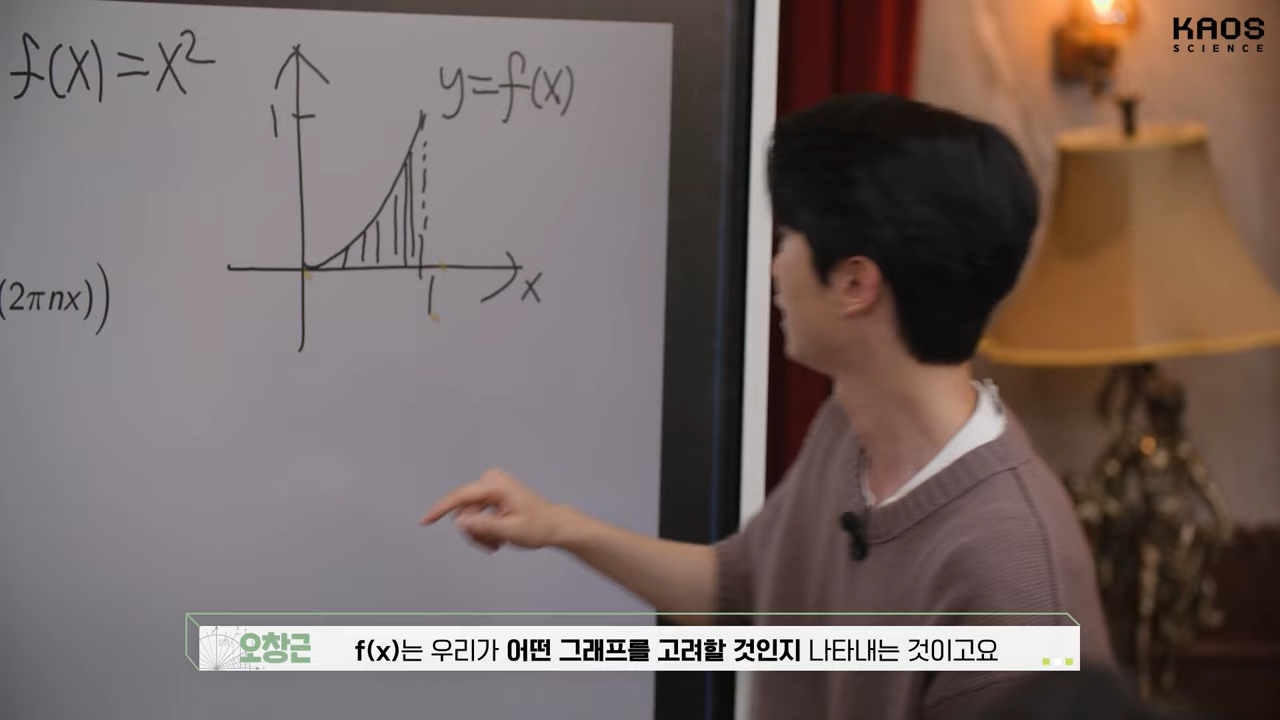 KAOS
SCIENCE
f(x)=x²
1
y=f(x)
(2πnx))
1
x
오창근 f(x)는 우리가 어떤 그래프를 고려할 것인지 나타내는 것이고요